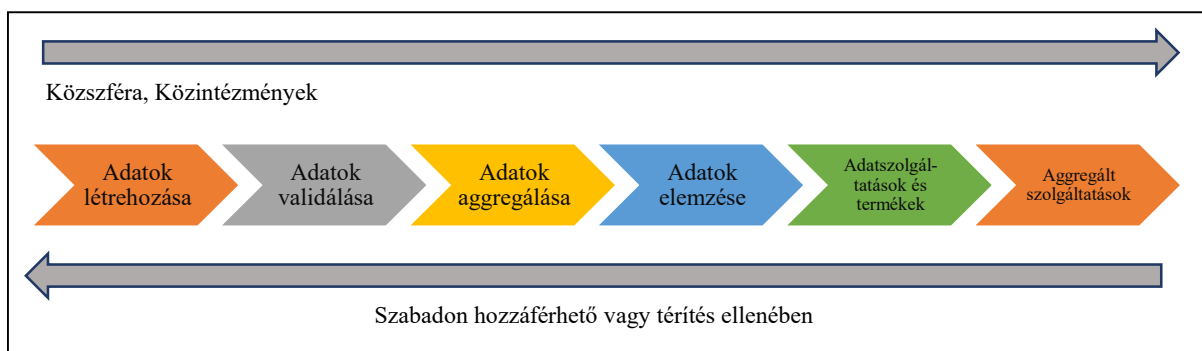 Közszféra, Közintézmények
Adatok
létrehozása
Adatok
validálása
Adatok
aggregálása
Adatok
elemzése
Adatszolgál-
tatások és
termékek
Aggregált
szolgáltatások
Szabadon hozzáférhető vagy térítés ellenében